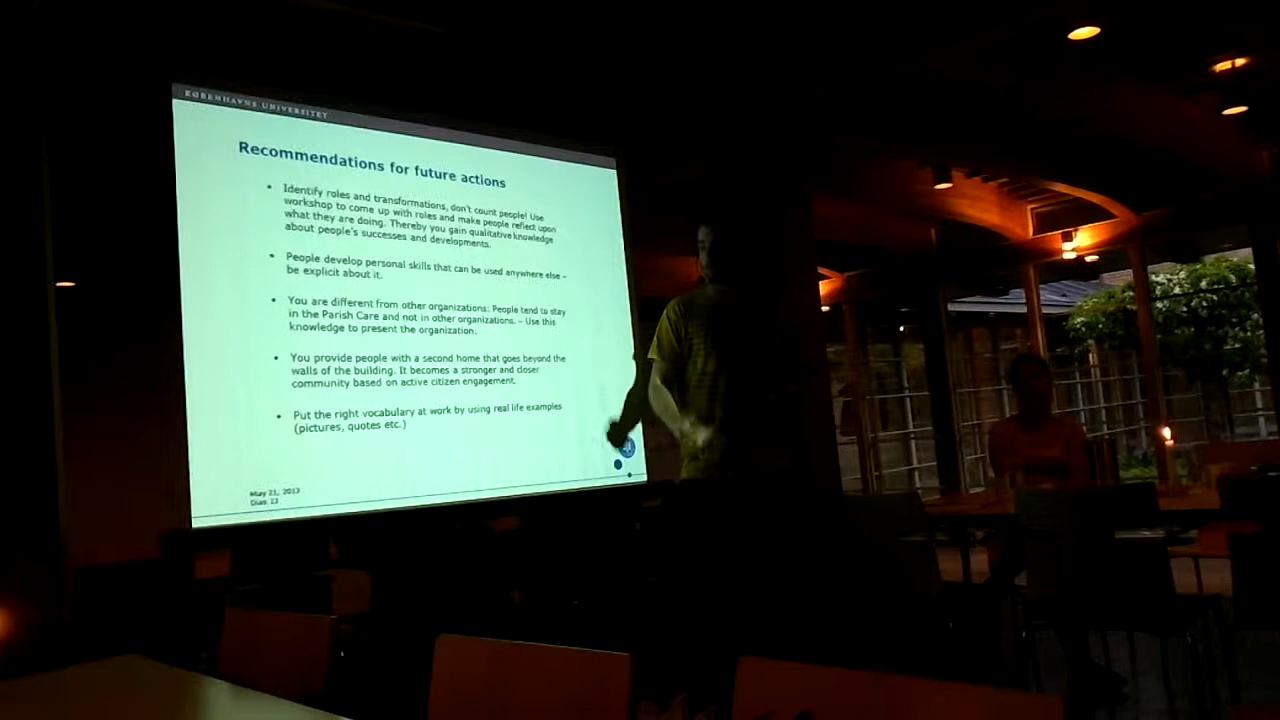 KØBENHAVNS UNIVERSITET
Recommendations for future actions
• Identify roles and transformations, don't count people! Use
workshop to come up with roles and make people reflect upon
what they are doing. Thereby you gain qualitative knowledge
about people's successes and developments.
• People develop personal skills that can be used anywhere else –
be explicit about it.
• You are different from other organizations: People tend to stay
in the Parish Care and not in other organizations. – Use this
knowledge to present the organization.
• You provide people with a second home that goes beyond the
walls of the building. It becomes a stronger and closer
community based on active citizen engagement.
• Put the right vocabulary at work by using real life examples
(pictures, quotes etc.)
May 21, 2013
Dias 13